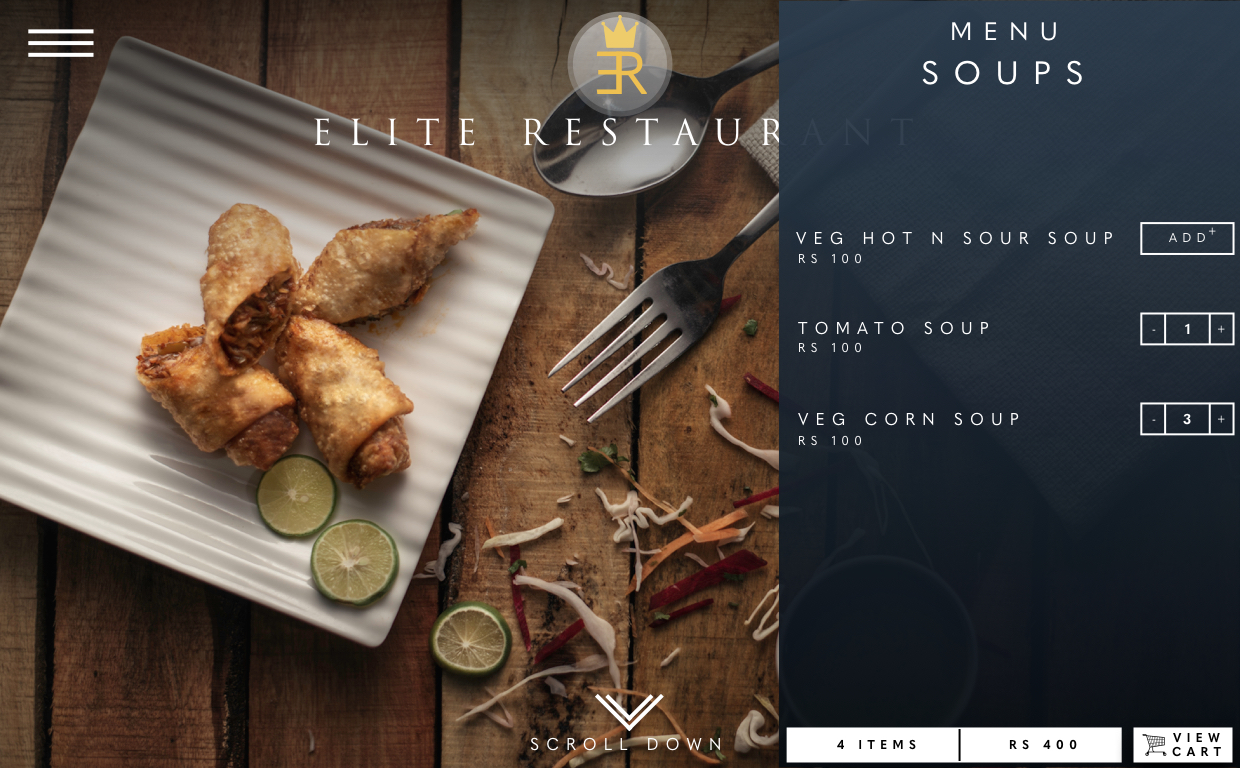 ER
ELITE RESTAURANT
SCROLL DOWN
MENU
SOUPS
VEG HOT N SOUR SOUP
RS 100
ADD+
TOMATO SOUP
RS 100
- 1 +
VEG CORN SOUP
RS 100
- 3 +
4 ITEMS
RS 400
VIEW
CART